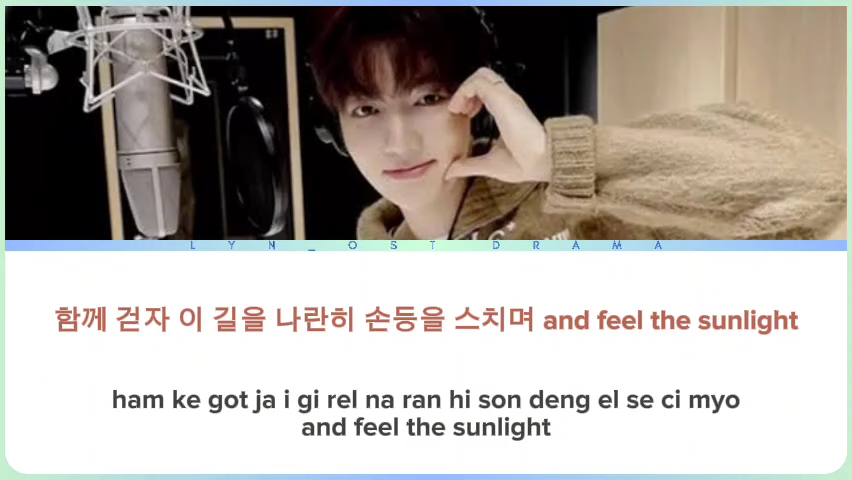 LYN_OST DRAMA
함께 걷자 이 길을 나란히 손등을 스치며 and feel the sunlight
ham ke got ja i gi rel na ran hi son deng el se ci myo
and feel the sunlight